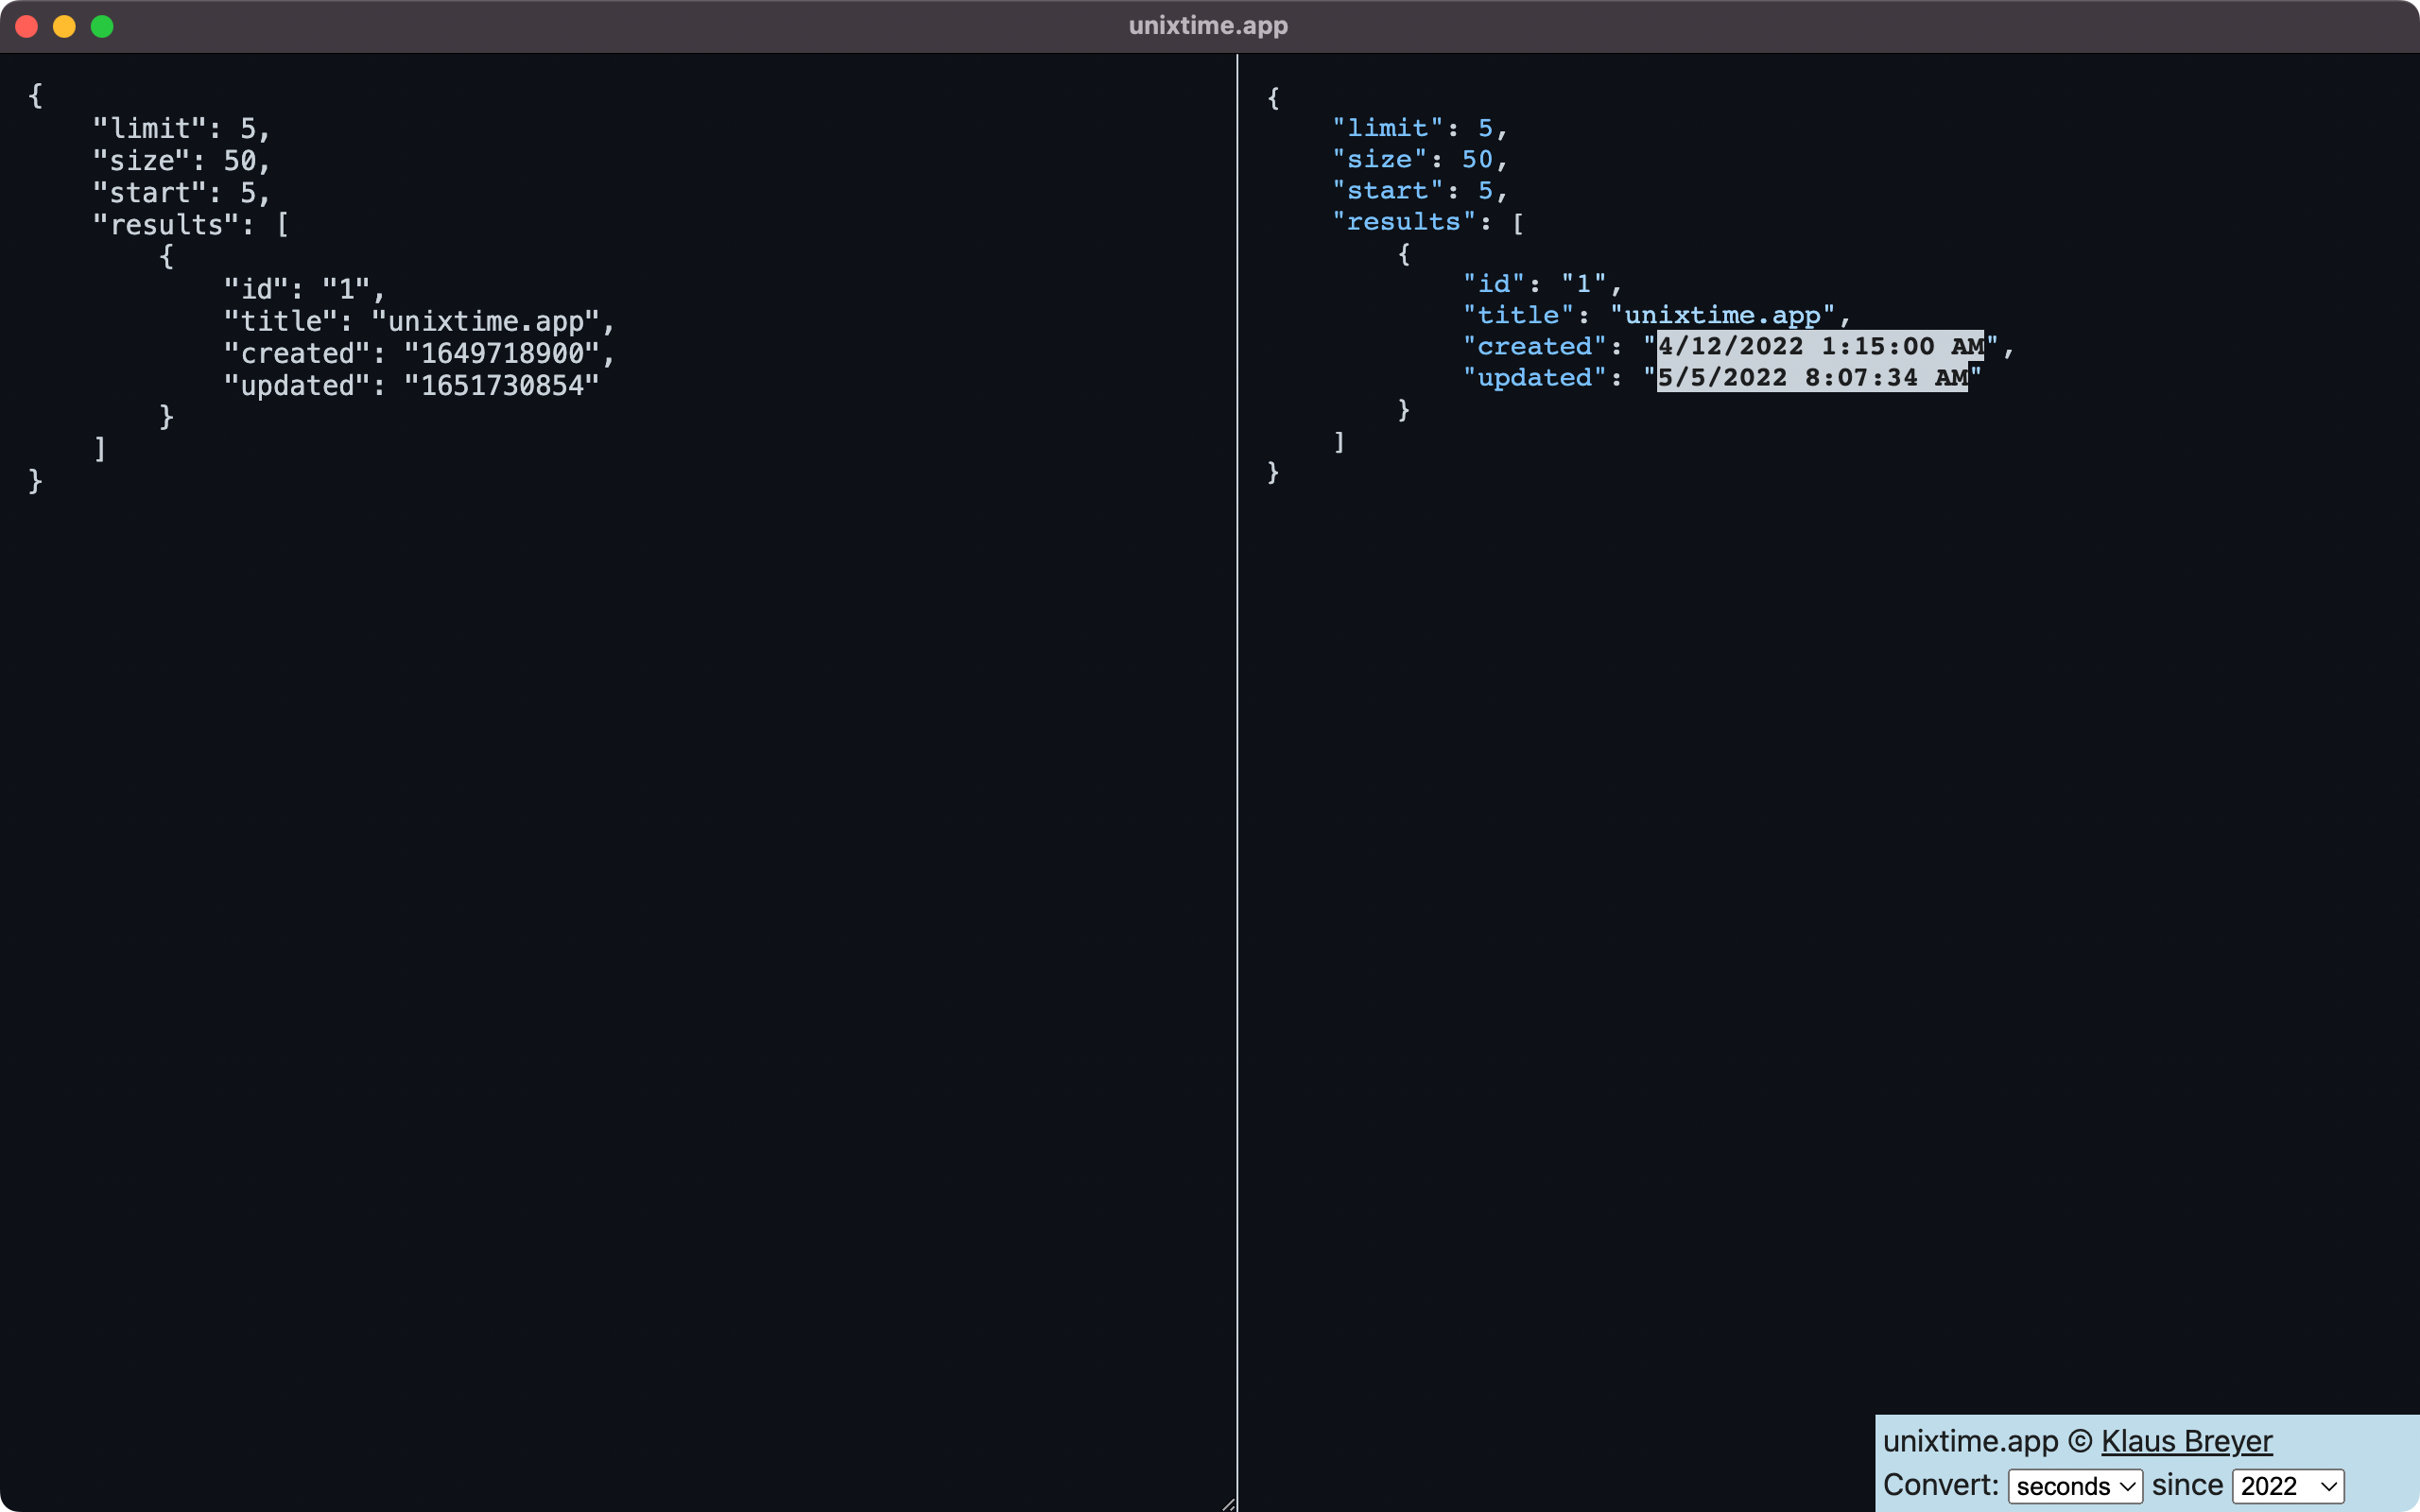 unixtime.app
{
    "limit": 5,
    "size": 50,
    "start": 5,
    "results": [
        {
            "id": "1",
            "title": "unixtime.app",
            "created": "1649718900",
            "updated": "1651730854"
        }
    ]
}
{
    "limit": 5,
    "size": 50,
    "start": 5,
    "results": [
        {
            "id": "1",
            "title": "unixtime.app",
            "created": "4/12/2022 1:15:00 AM",
            "updated": "5/5/2022 8:07:34 AM"
        }
    ]
}
unixtime.app © Klaus Breyer
Convert: seconds since 2022